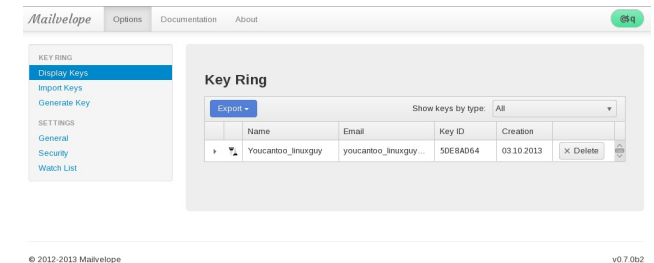 Mailvelope Options Documentation About @$q
KEY RING
Display Keys
Import Keys
Generate Key
SETTINGS
General
Security
Watch List
Key Ring
Export Show keys by type: All
Name Email Key ID Creation
Youcantoo_linuxguy youcantoo_linuxguy... 5DE8AD64 03.10.2013 × Delete
© 2012-2013 Mailvelope v0.7.0b2